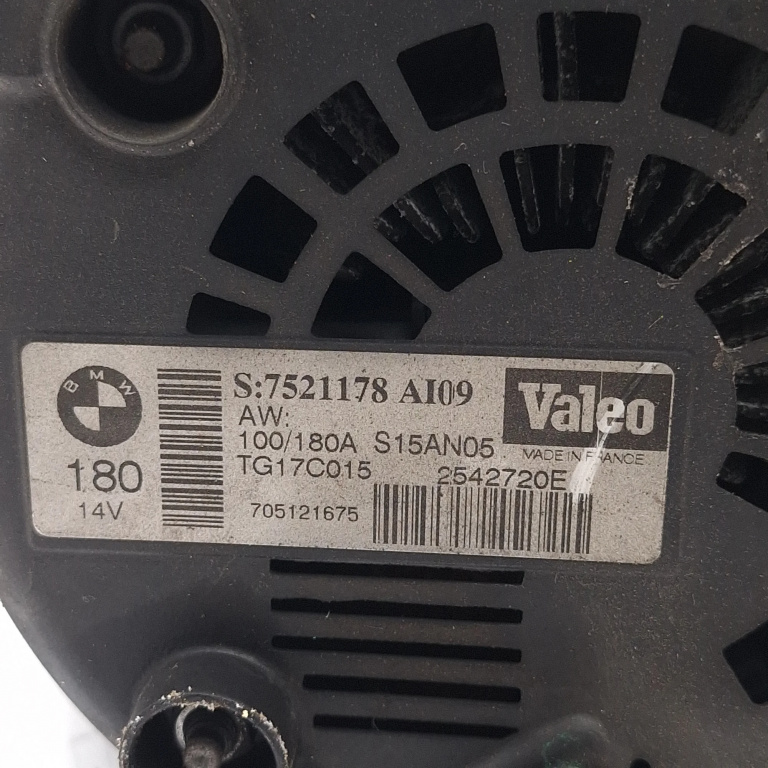 BMW
180
14V
S:7521178 AI09
AW:
100/180A S15AN05
TG17C015
705121675
Valeo
MADE IN FRANCE
2542720E